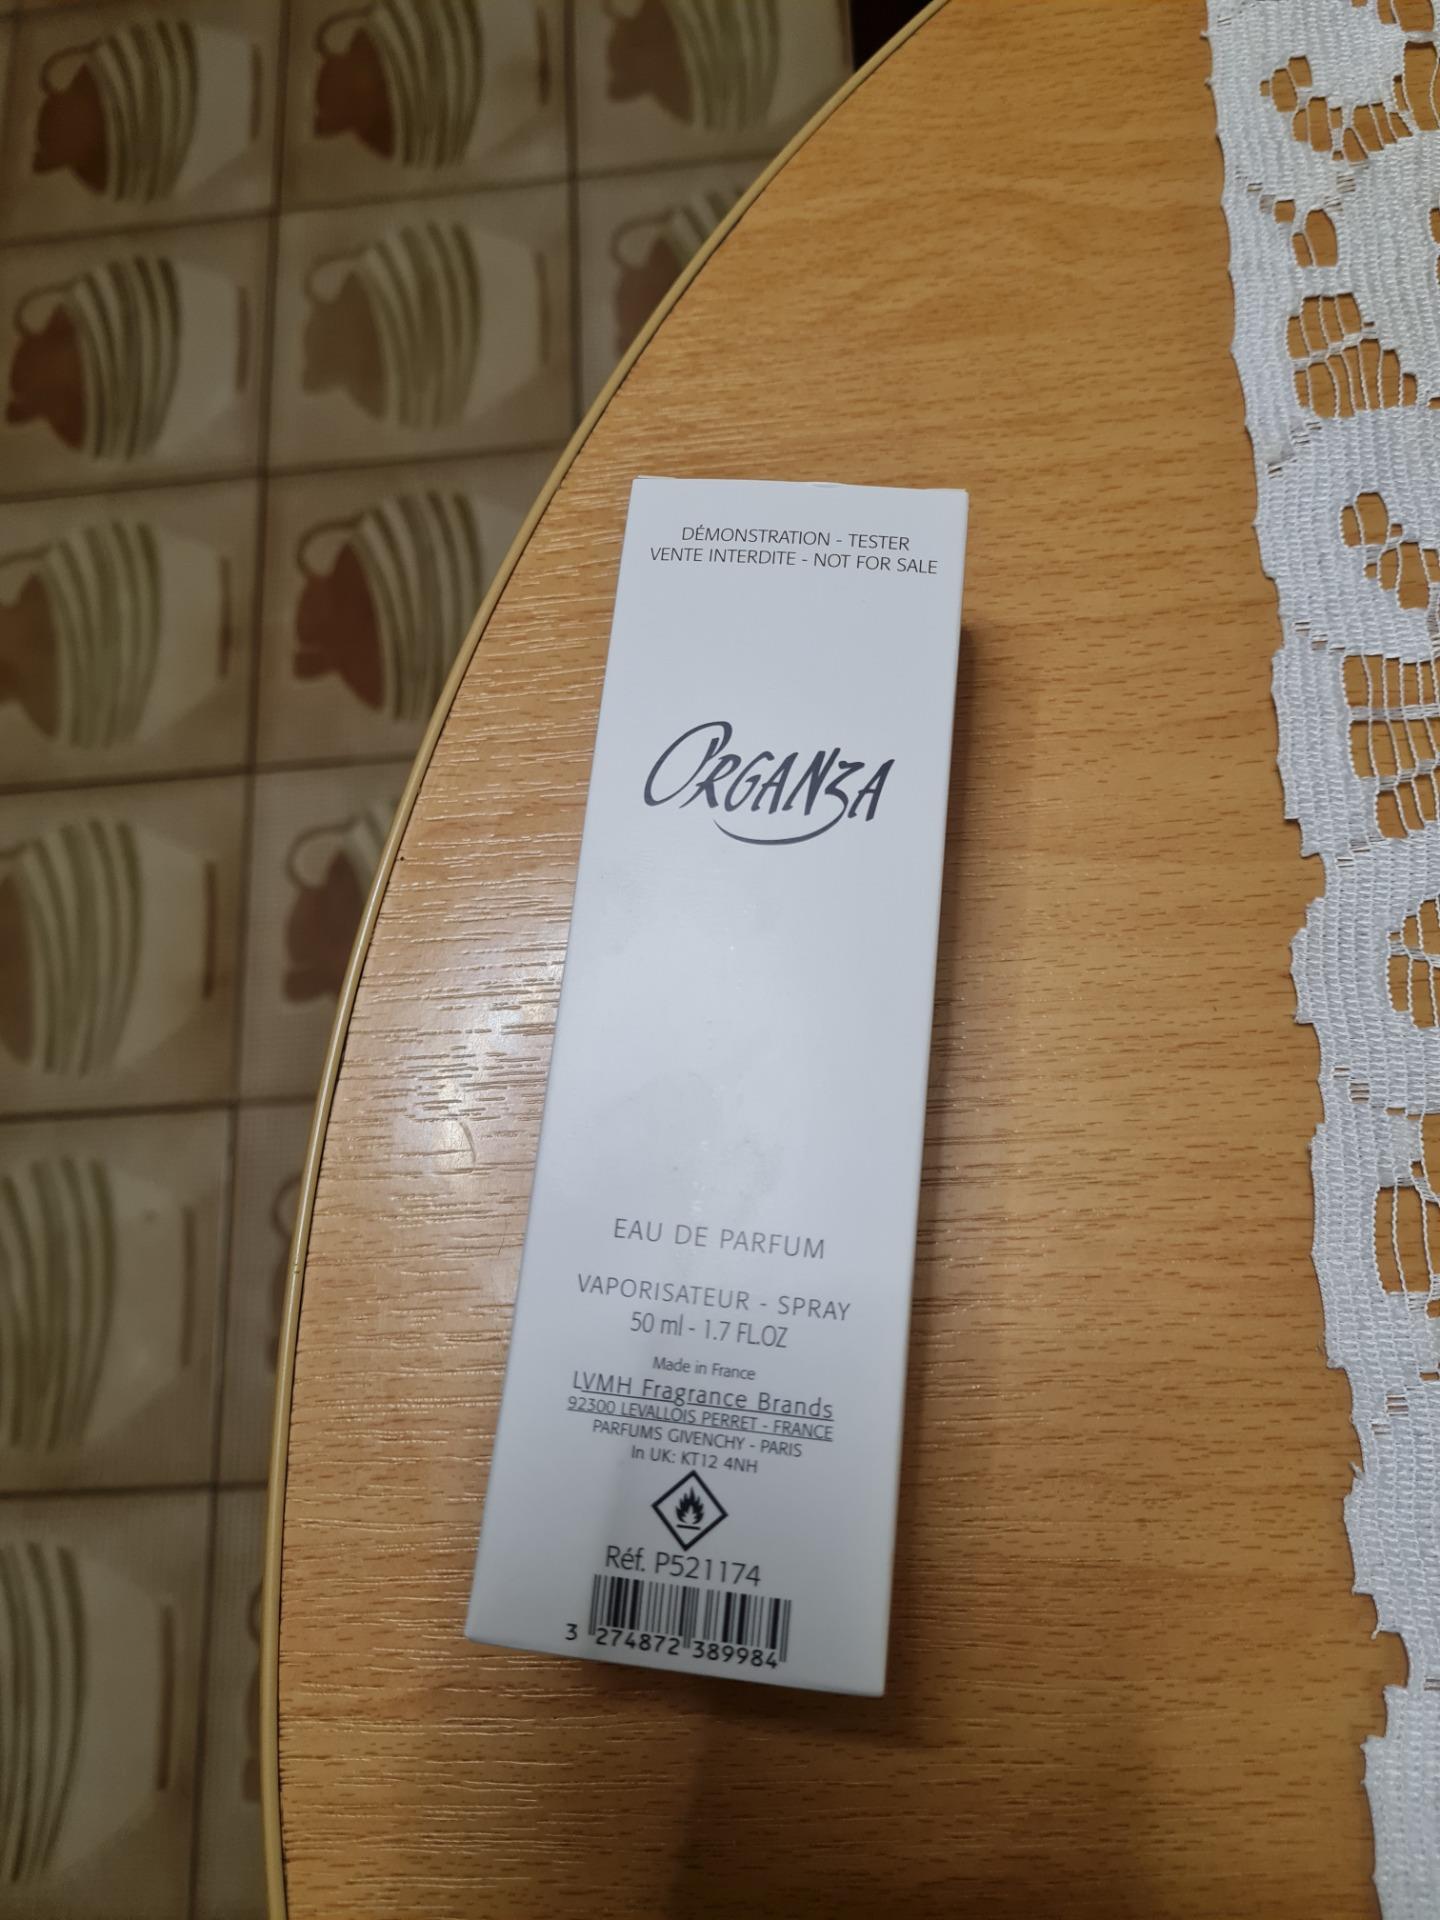 DÉMONSTRATION - TESTER
VENTE INTERDITE - NOT FOR SALE
ORGANZA
EAU DE PARFUM
VAPORISATEUR - SPRAY
50 ml - 1.7 FL.OZ
Made in France
LVMH Fragrance Brands
92300 LEVALLOIS PERRET - FRANCE
PARFUMS GIVENCHY - PARIS
In UK: KT12 4NH
Réf. P521174
3 274872 389984